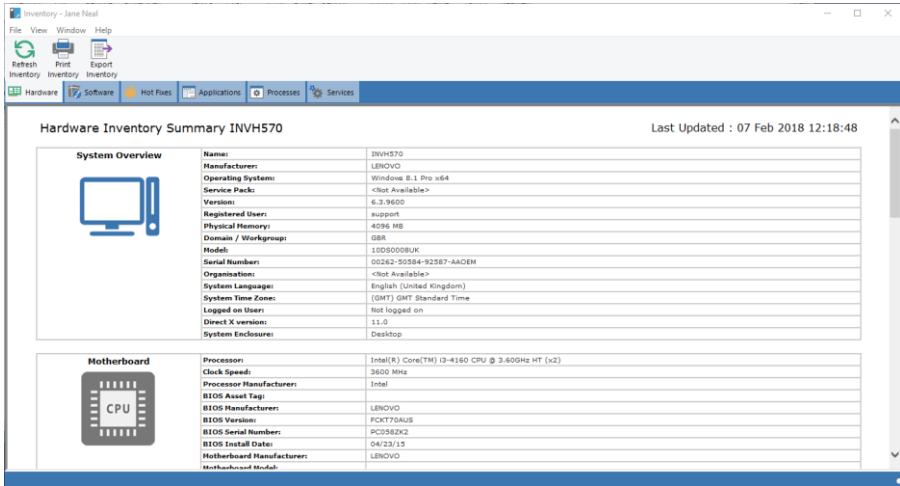 Inventory - Jane Neal
File View Window Help
Refresh Inventory Print Inventory Export Inventory
Hardware Software Hot Fixes Applications Processes Services
Hardware Inventory Summary INVH570 Last Updated : 07 Feb 2018 12:18:48
System Overview
Name: INVH570
Manufacturer: LENOVO
Operating System: Windows 8.1 Pro x64
Service Pack: <Not Available>
Version: 6.3.9600
Registered User: support
Physical Memory: 4096 MB
Domain / Workgroup: GBR
Model: 10DS0008UK
Serial Number: 00262-50584-92587-AAOEM
Organisation: <Not Available>
System Language: English (United Kingdom)
System Time Zone: (GMT) GMT Standard Time
Logged on User: Not logged on
Direct X version: 11.0
System Enclosure: Desktop
Motherboard
CPU
Processor: Intel(R) Core(TM) i3-4160 CPU @ 3.60GHz HT (x2)
Clock Speed: 3600 MHz
Processor Manufacturer: Intel
BIOS Asset Tag:
BIOS Manufacturer: LENOVO
BIOS Version: FCKT70AUS
BIOS Serial Number: PC058ZK2
BIOS Install Date: 04/23/15
Motherboard Manufacturer: LENOVO
Motherboard Model: